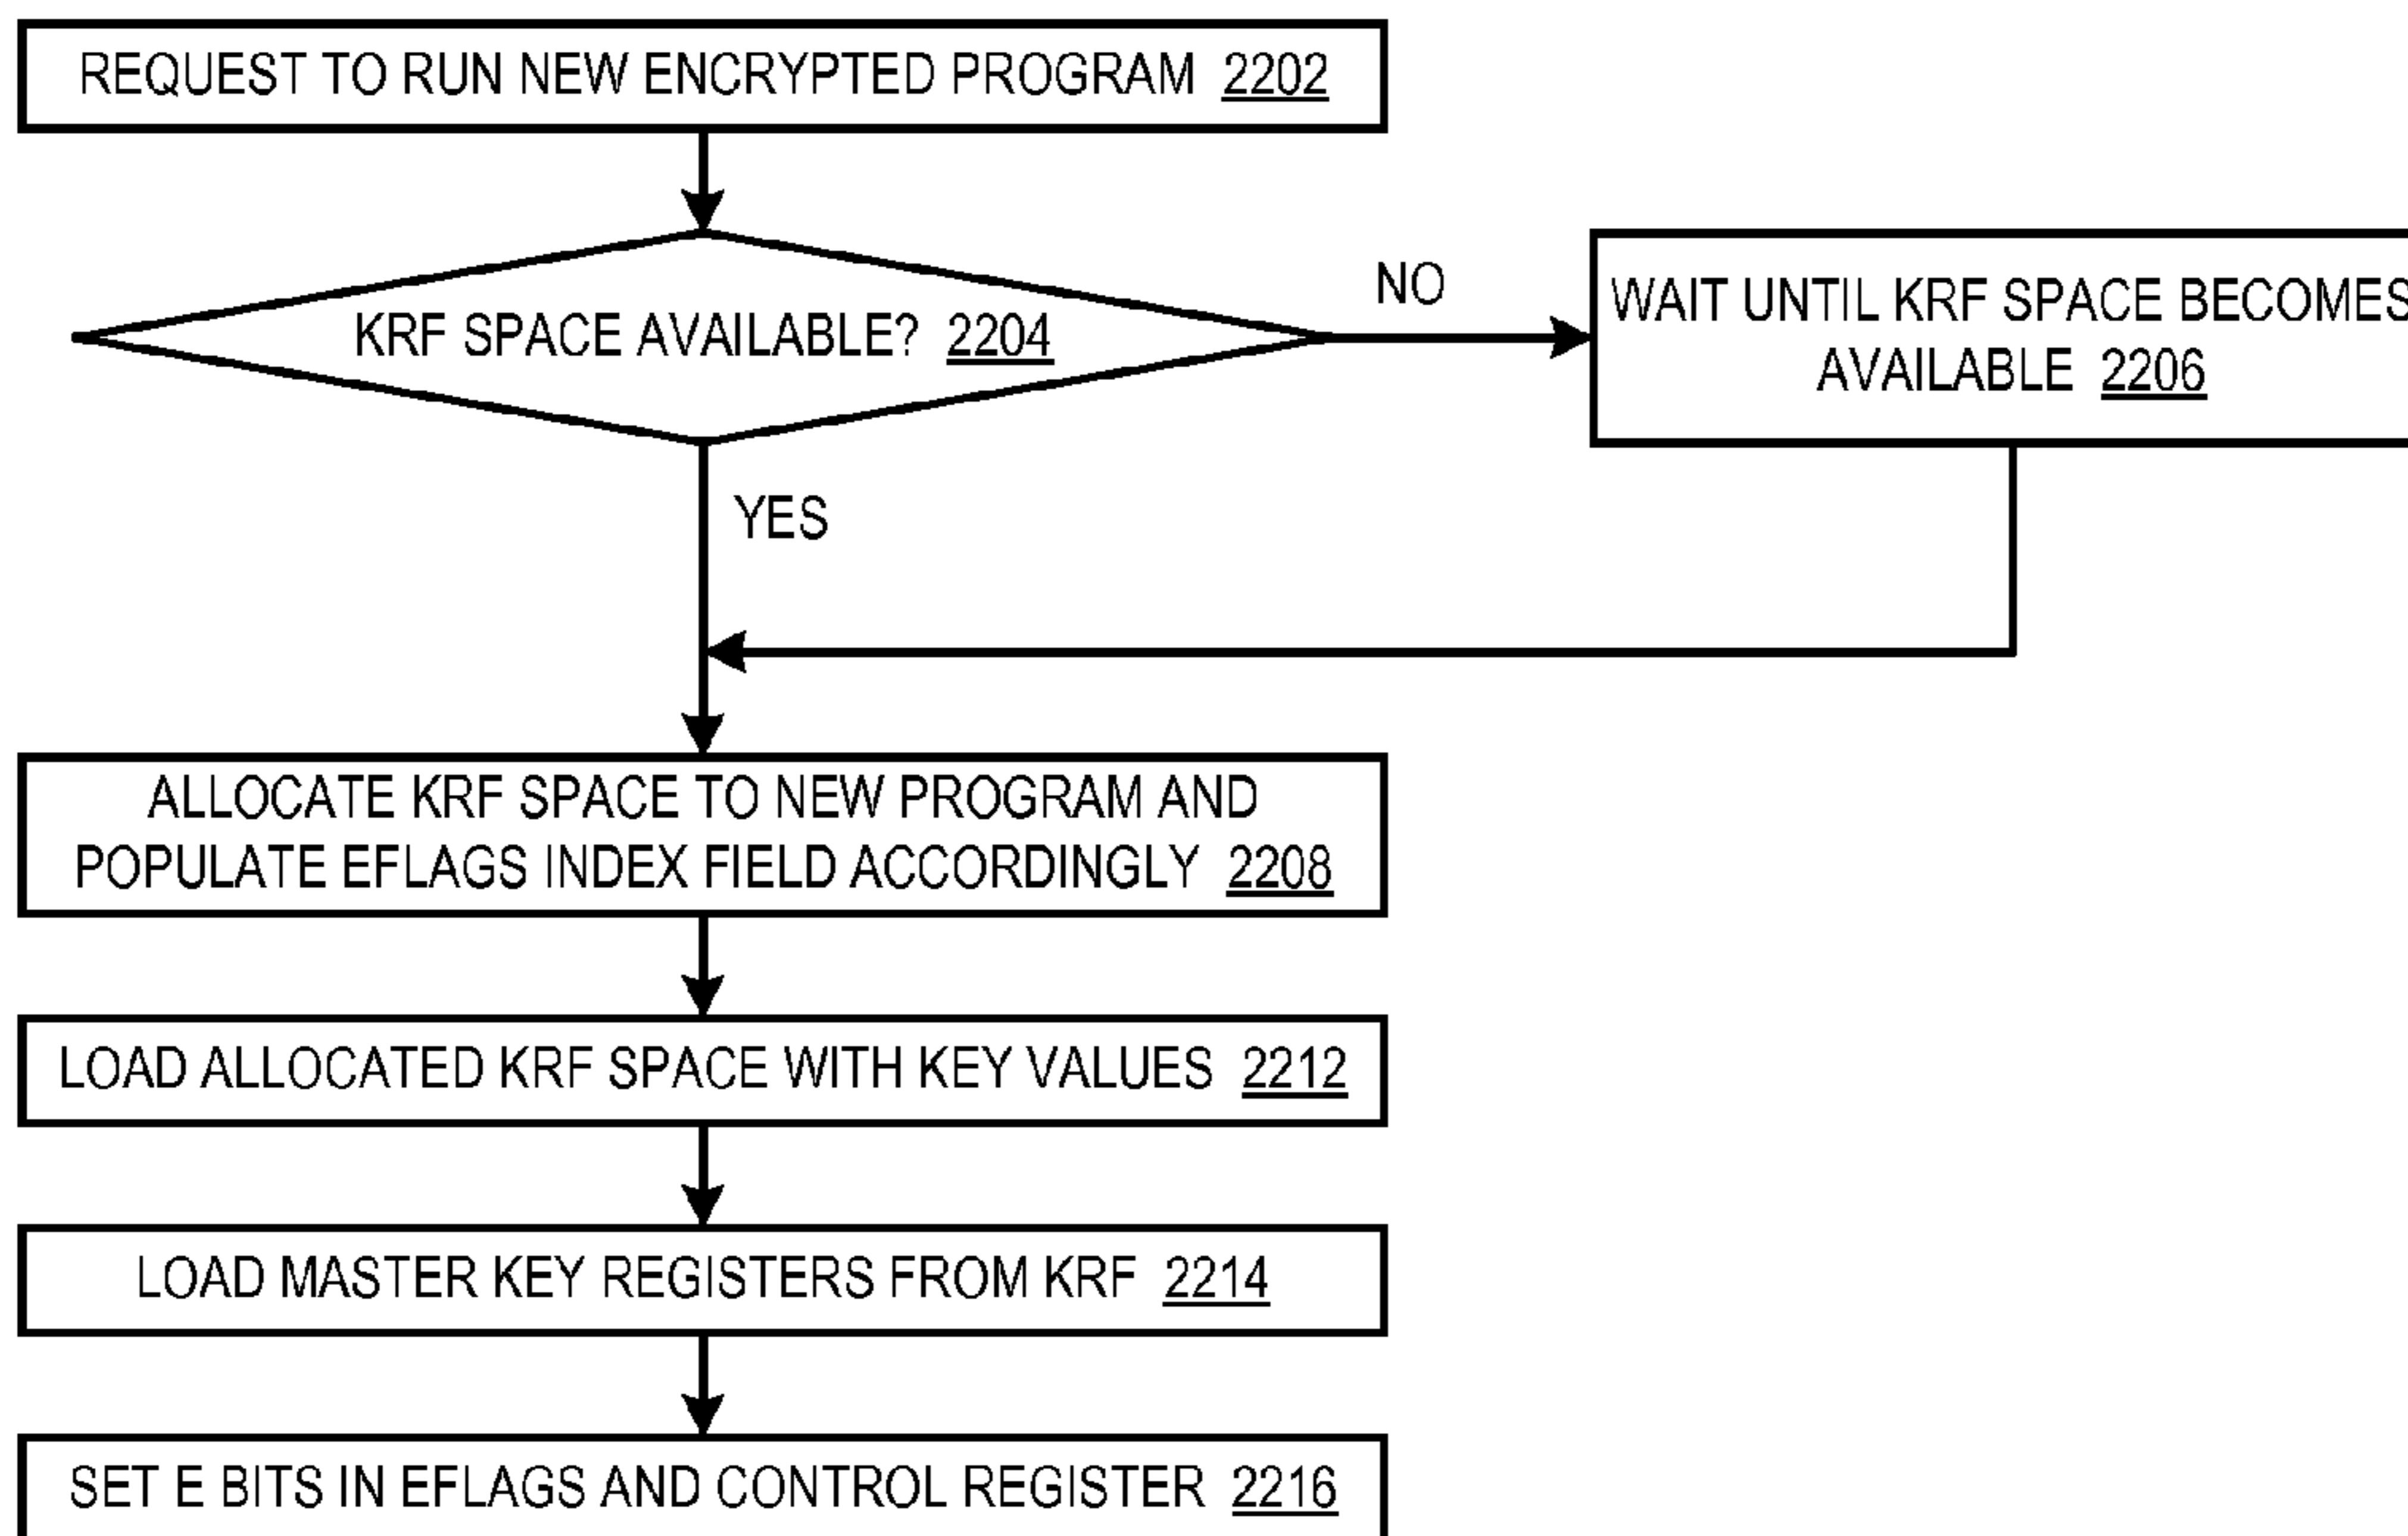 REQUEST TO RUN NEW ENCRYPTED PROGRAM 2202
KRF SPACE AVAILABLE? 2204
NO
WAIT UNTIL KRF SPACE BECOMES
AVAILABLE 2206
YES
ALLOCATE KRF SPACE TO NEW PROGRAM AND
POPULATE EFLAGS INDEX FIELD ACCORDINGLY 2208
LOAD ALLOCATED KRF SPACE WITH KEY VALUES 2212
LOAD MASTER KEY REGISTERS FROM KRF 2214
SET E BITS IN EFLAGS AND CONTROL REGISTER 2216